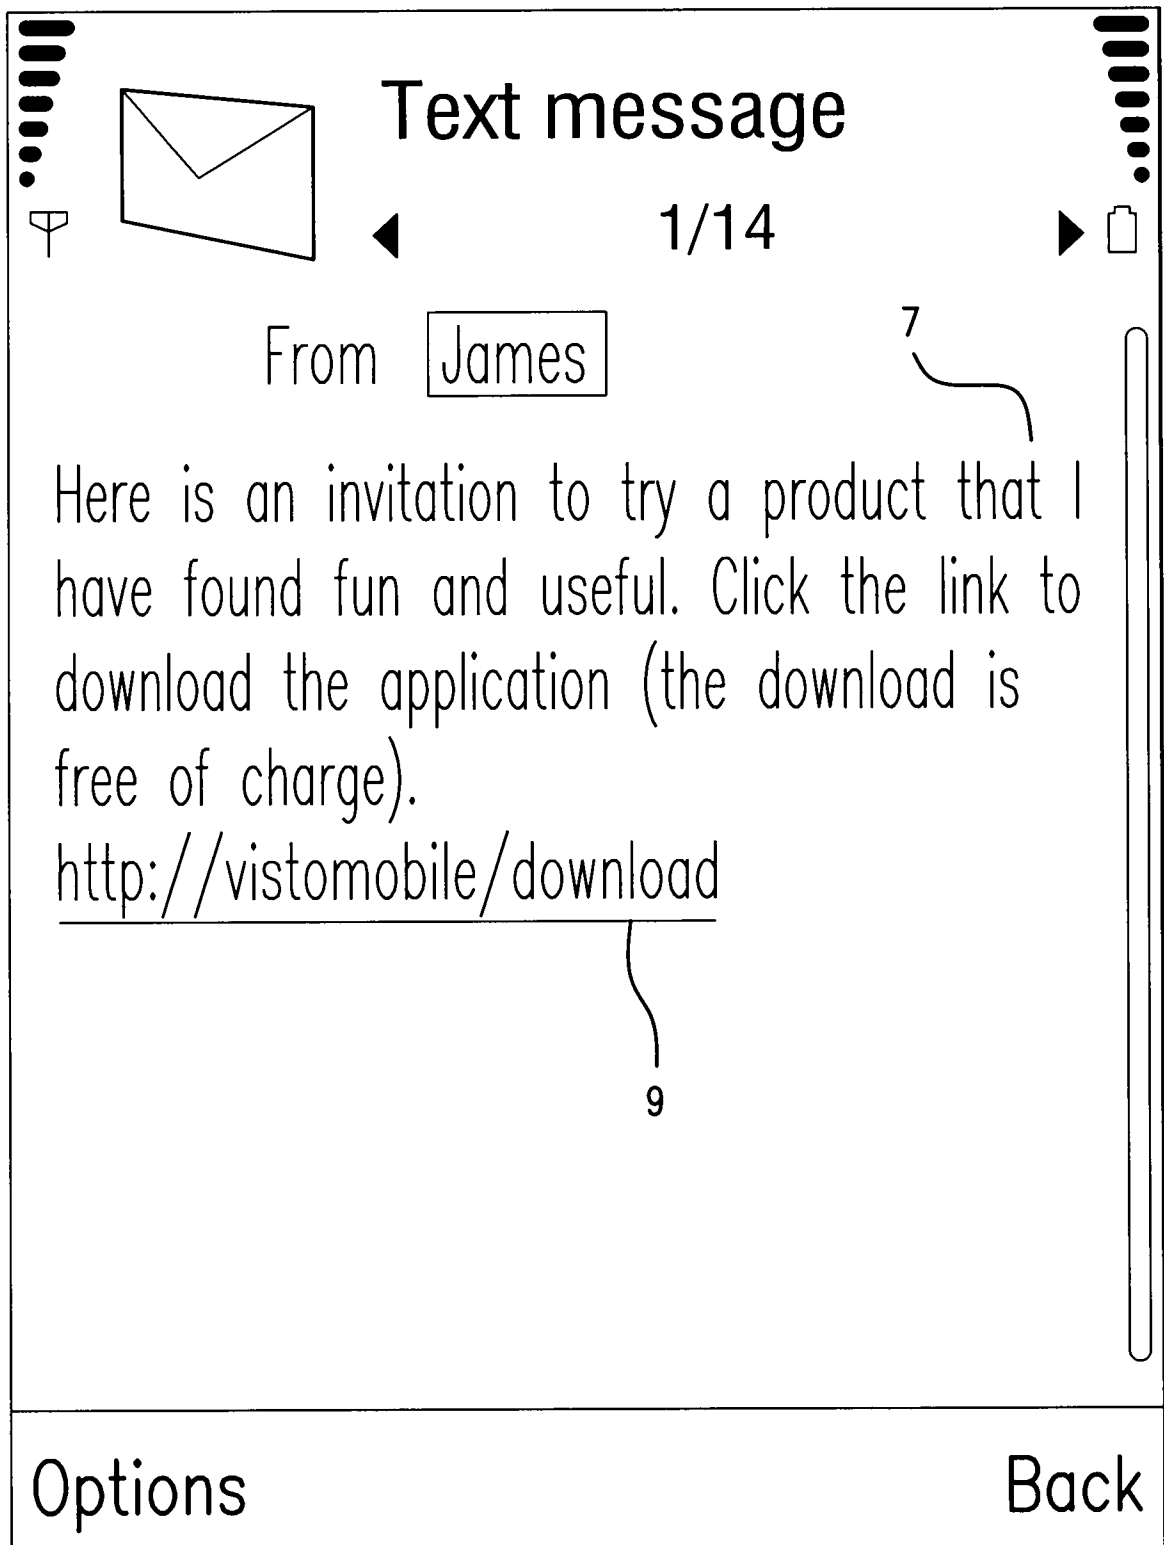 Text message
1/14
From James
7
Here is an invitation to try a product that I
have found fun and useful. Click the link to
download the application (the download is
free of charge).
http://vistomobile/download
9
Options Back